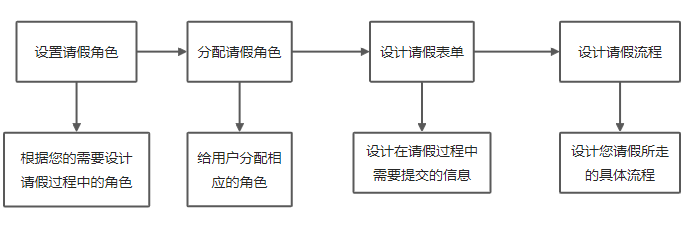 设置请假角色
分配请假角色
设计请假表单
设计请假流程
根据您的需要设计
请假过程中的角色
给用户分配相
应的角色
设计在请假过程中
需要提交的信息
设计您请假所走
的具体流程